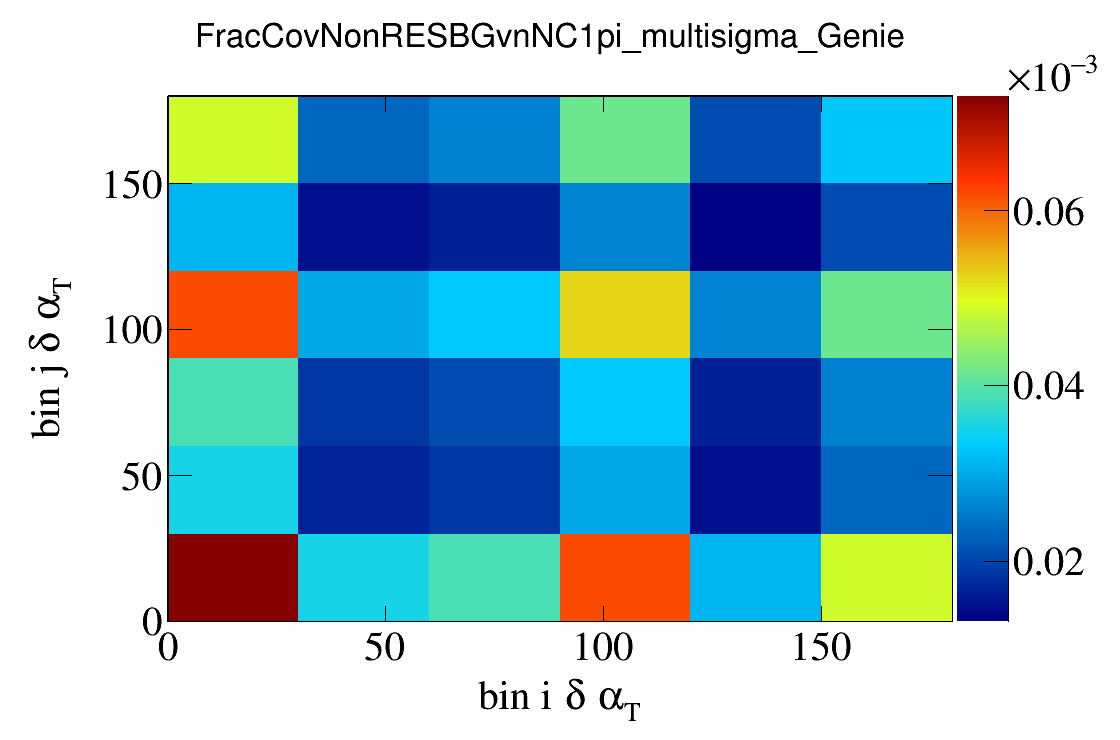 FracCovNonRESBGvnNC1pi_multisigma_Genie
×10⁻³
150
100
50
0
0.06
0.04
0.02
0 50 100 150
bin j δ α_T
bin i δ α_T